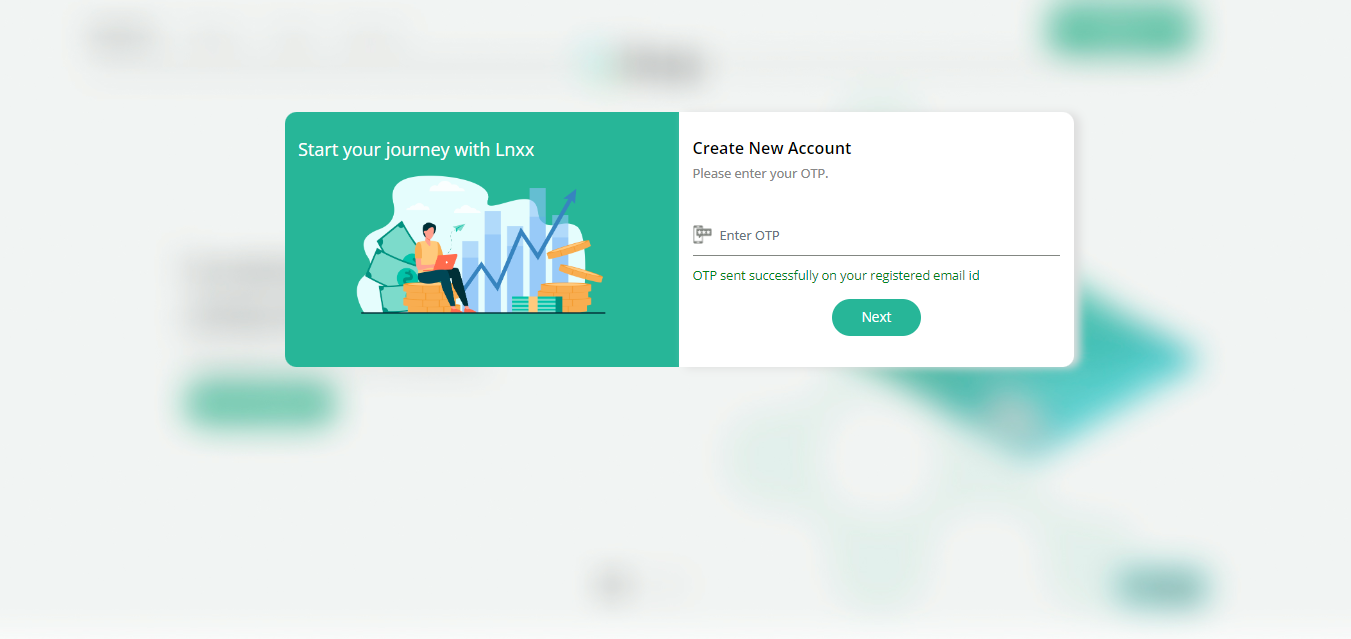 Start your journey with Lnxx
Create New Account
Please enter your OTP.
Enter OTP
OTP sent successfully on your registered email id
Next